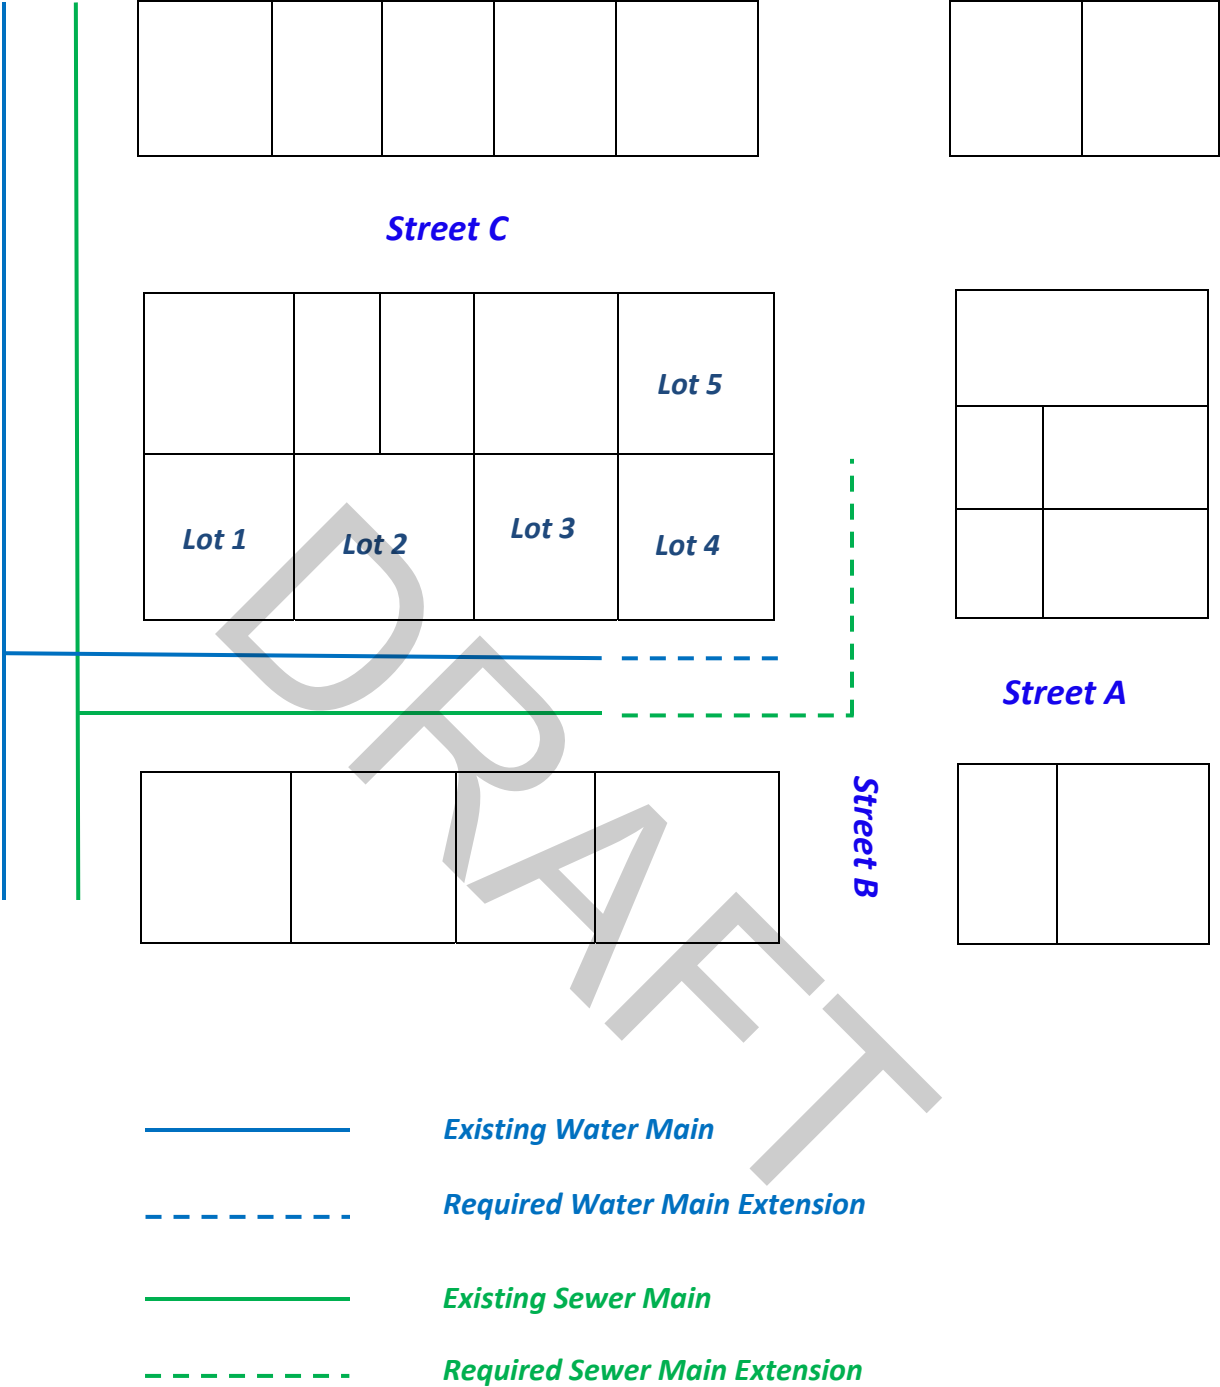 Street C
Lot 5
Lot 1
Lot 2
Lot 3
Lot 4
Street A
Street B
DRAFT
Existing Water Main
Required Water Main Extension
Existing Sewer Main
Required Sewer Main Extension